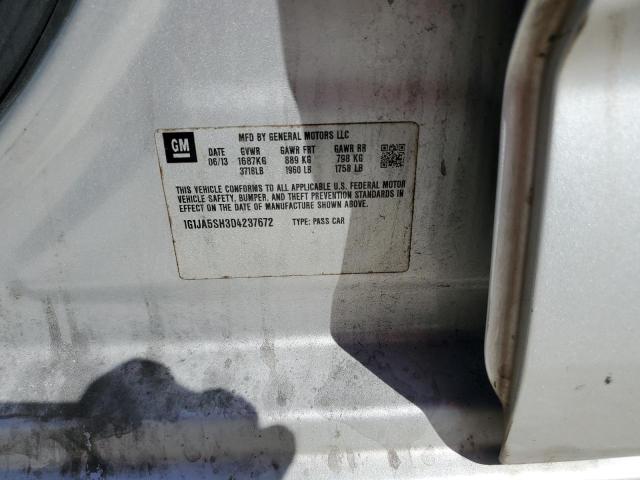 MFD BY GENERAL MOTORS LLC
GM
DATE GVWR GAWR FRT GAWR RR
06/13 1687KG 889 KG 798 KG
3718LB 1960 LB 1758 LB
THIS VEHICLE CONFORMS TO ALL APPLICABLE U.S. FEDERAL MOTOR
VEHICLE SAFETY, BUMPER, AND THEFT PREVENTION STANDARDS
IN EFFECT ON THE DATE OF MANUFACTURE SHOWN ABOVE.
1G1JA5SH3D4237672 TYPE: PASS CAR